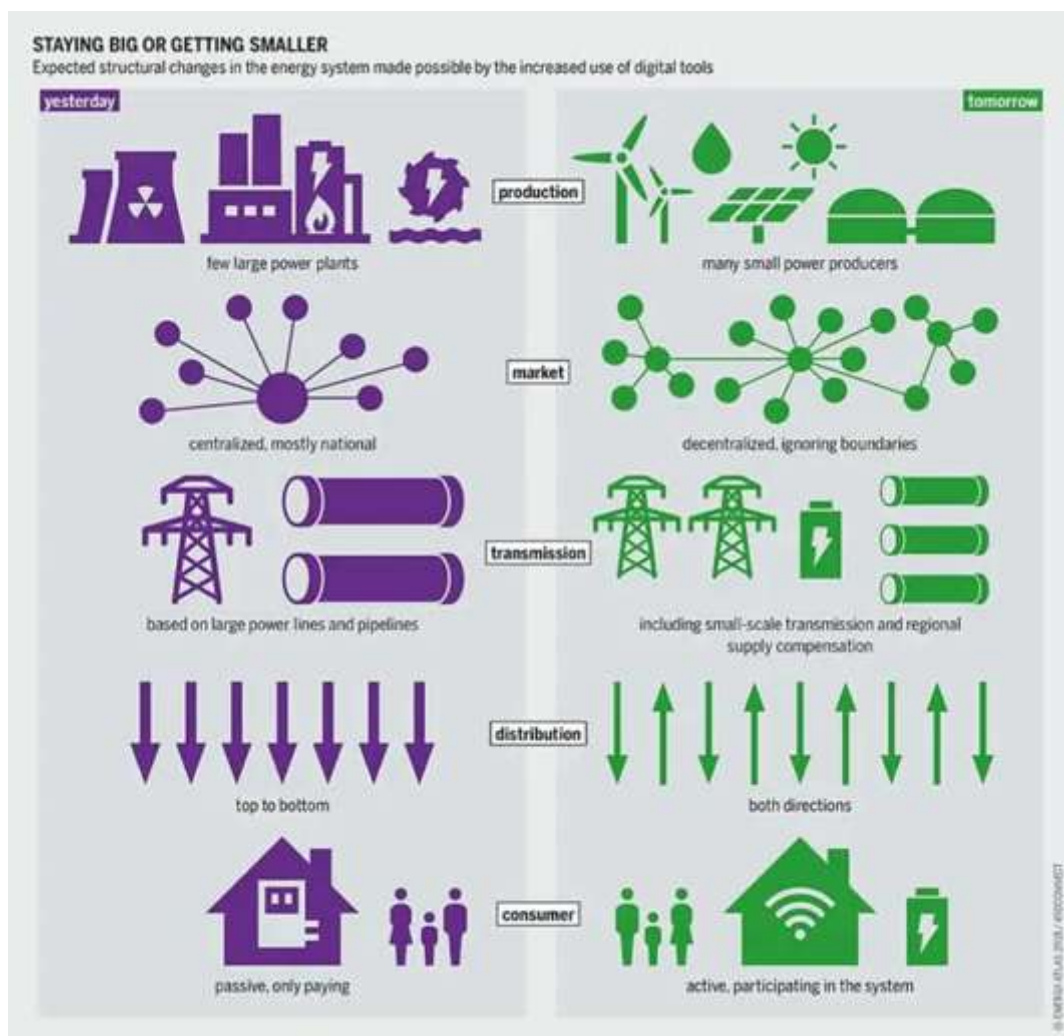 STAYING BIG OR GETTING SMALLER
Expected structural changes in the energy system made possible by the increased use of digital tools
yesterday
tomorrow
production
few large power plants
many small power producers
market
centralized, mostly national
decentralized, ignoring boundaries
transmission
based on large power lines and pipelines
including small-scale transmission and regional
supply compensation
distribution
top to bottom
both directions
consumer
passive, only paying
active, participating in the system